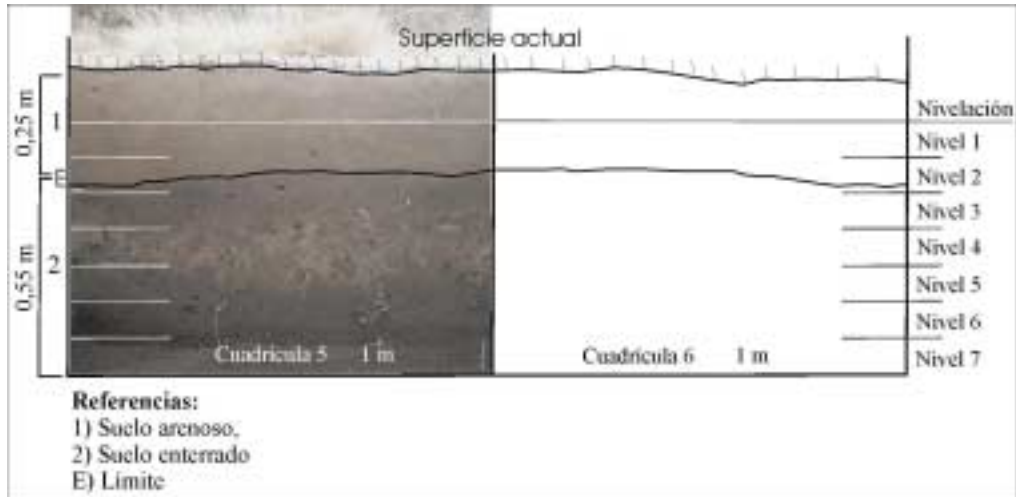 Superficie actual
0,25 m
1
E
0,55 m
2
Nivelación
Nivel 1
Nivel 2
Nivel 3
Nivel 4
Nivel 5
Nivel 6
Nivel 7
Cuadrícula 5 1 m
Cuadrícula 6 1 m
Referencias:
1) Suelo arenoso,
2) Suelo enterrado
E) Límite